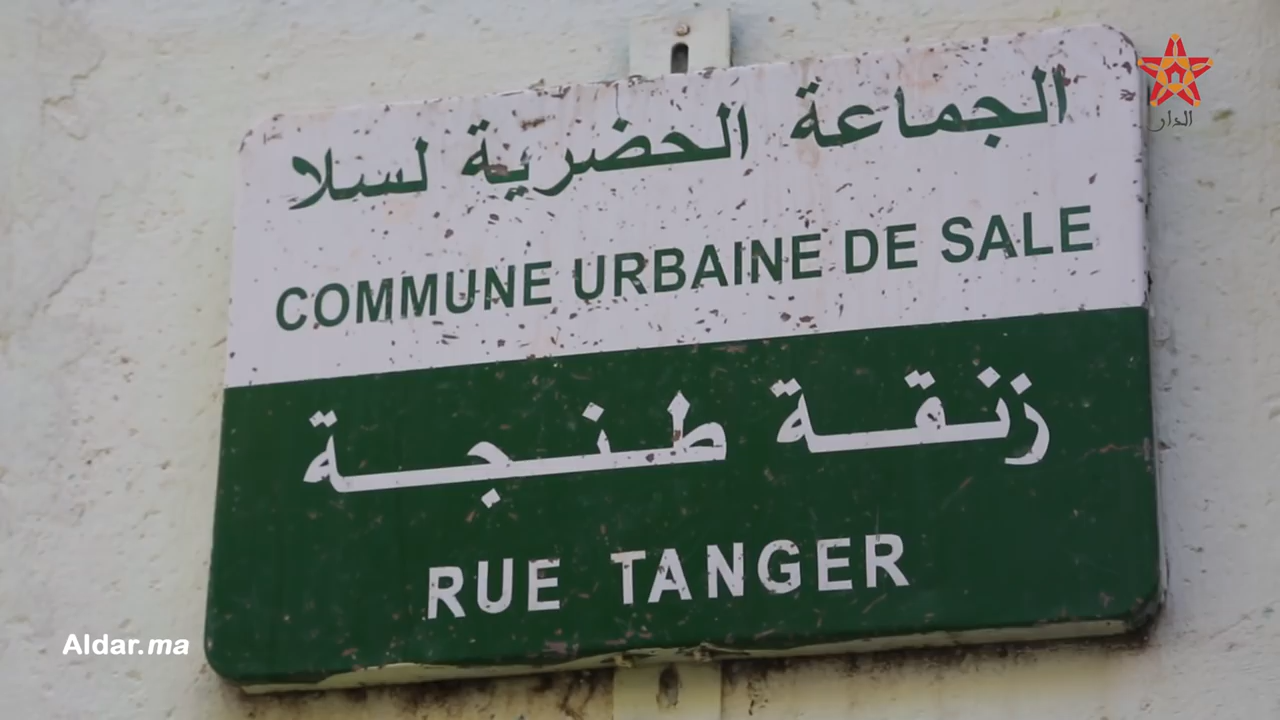 الجماعة الحضرية لسلا
COMMUNE URBAINE DE SALE
زنقة طنجة
RUE TANGER
الدار
Aldar.ma